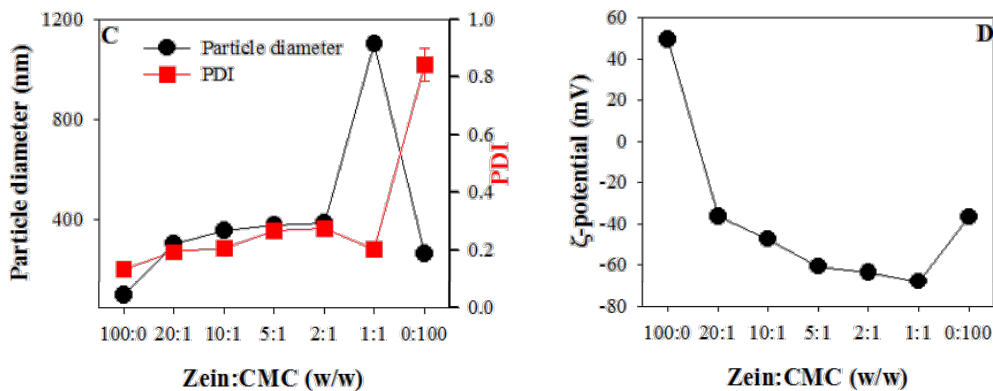 C
Particle diameter
PDI
1200
800
400
Particle diameter (nm)
1.0
0.8
0.6
0.4
0.2
0.0
PDI
100:0 20:1 10:1 5:1 2:1 1:1 0:100
Zein:CMC (w/w)
D
60
40
20
0
-20
-40
-60
-80
ζ-potential (mV)
100:0 20:1 10:1 5:1 2:1 1:1 0:100
Zein:CMC (w/w)